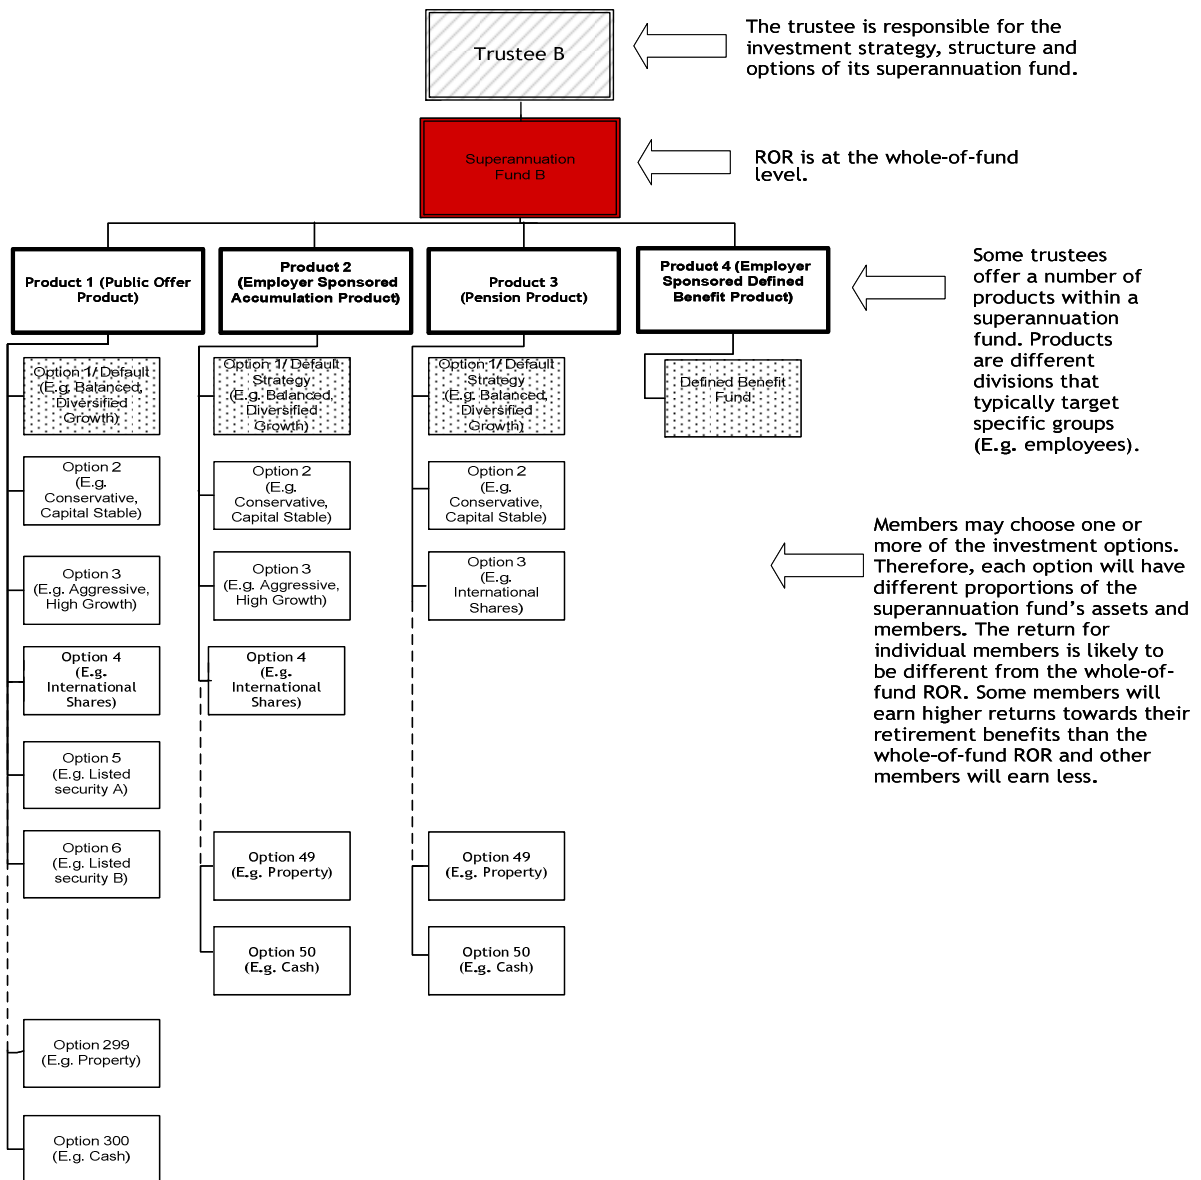 Trustee B
The trustee is responsible for the
investment strategy, structure and
options of its superannuation fund.
Superannuation
Fund B
ROR is at the whole-of-fund
level.
Product 1 (Public Offer
Product)
Product 2
(Employer Sponsored
Accumulation Product)
Product 3
(Pension Product)
Product 4 (Employer
Sponsored Defined
Benefit Product)
Some trustees
offer a number of
products within a
superannuation
fund. Products
are different
divisions that
typically target
specific groups
(E.g. employees).
Option 1/ Default
(E.g. Balanced,
Diversified
Growth)
Option 2
(E.g.
Conservative,
Capital Stable)
Option 3
(E.g. Aggressive,
High Growth)
Option 4
(E.g.
International
Shares)
Option 5
(E.g. Listed
security A)
Option 6
(E.g. Listed
security B)
Option 299
(E.g. Property)
Option 300
(E.g. Cash)
Option 1/ Default
Strategy
(E.g. Balanced,
Diversified
Growth)
Option 2
(E.g.
Conservative,
Capital Stable)
Option 3
(E.g. Aggressive,
High Growth)
Option 4
(E.g.
International
Shares)
Option 49
(E.g. Property)
Option 50
(E.g. Cash)
Option 1/ Default
Strategy
(E.g. Balanced,
Diversified
Growth)
Option 2
(E.g.
Conservative,
Capital Stable)
Option 3
(E.g.
International
Shares)
Option 49
(E.g. Property)
Option 50
(E.g. Cash)
Defined Benefit
Fund
Members may choose one or
more of the investment options.
Therefore, each option will have
different proportions of the
superannuation fund’s assets and
members. The return for
individual members is likely to
be different from the whole-of-
fund ROR. Some members will
earn higher returns towards their
retirement benefits than the
whole-of-fund ROR and other
members will earn less.